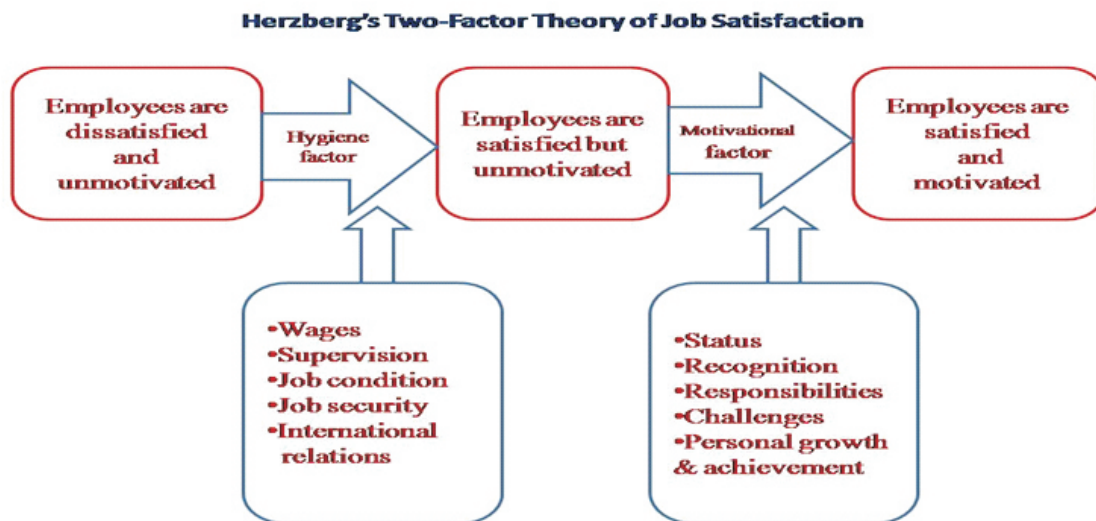 Herzberg's Two-Factor Theory of Job Satisfaction
Employees are
dissatisfied
and
unmotivated
Hygiene
factor
Employees are
satisfied but
unmotivated
Motivational
factor
Employees are
satisfied
and
motivated
•Wages
•Supervision
•Job condition
•Job security
•International
relations
•Status
•Recognition
•Responsibilities
•Challenges
•Personal growth
& achievement